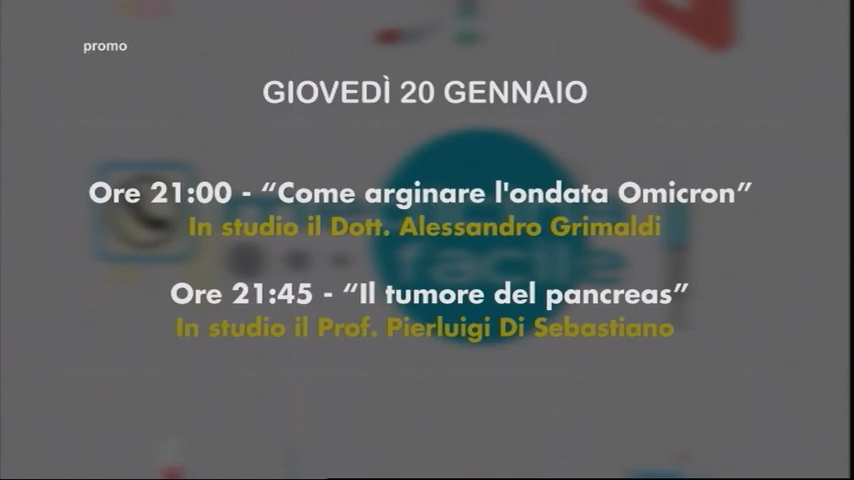 promo
GIOVEDÌ 20 GENNAIO
Ore 21:00 - “Come arginare l'ondata Omicron”
In studio il Dott. Alessandro Grimaldi
facile
Ore 21:45 - “Il tumore del pancreas”
In studio il Prof. Pierluigi Di Sebastiano